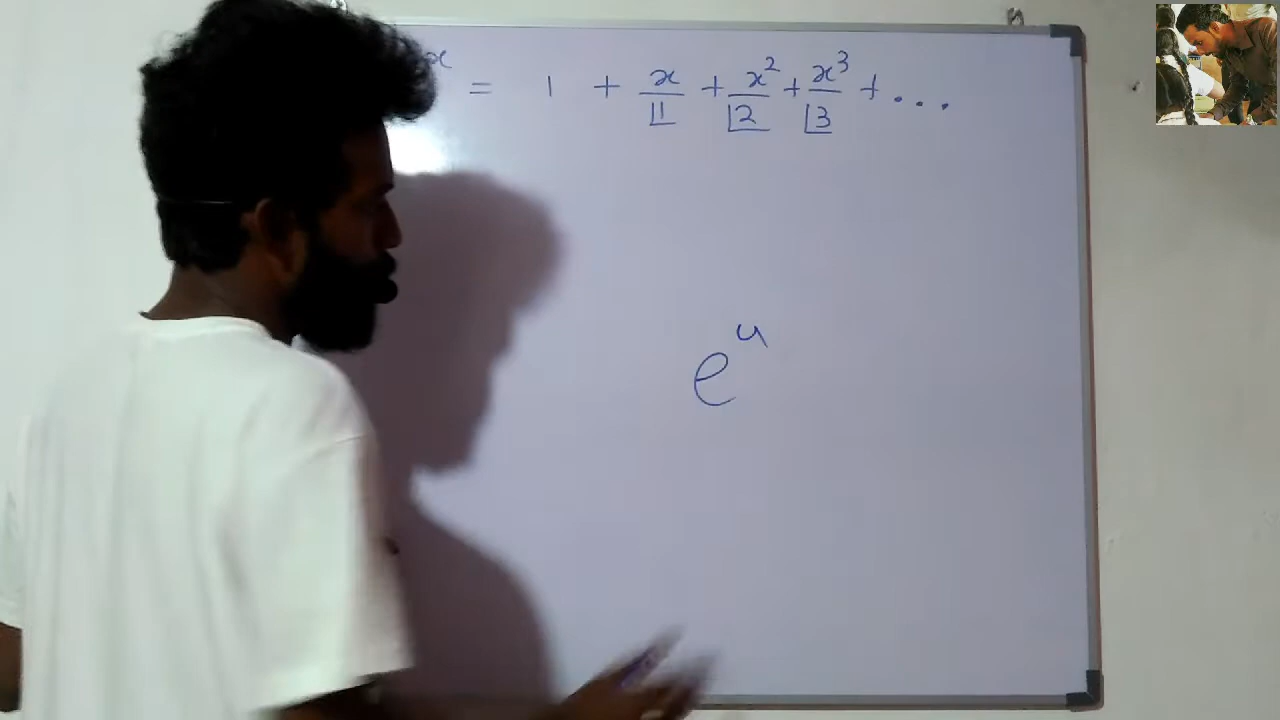 x = 1 + x/⌊1 + x²/⌊2 + x³/⌊3 + ...
e^u